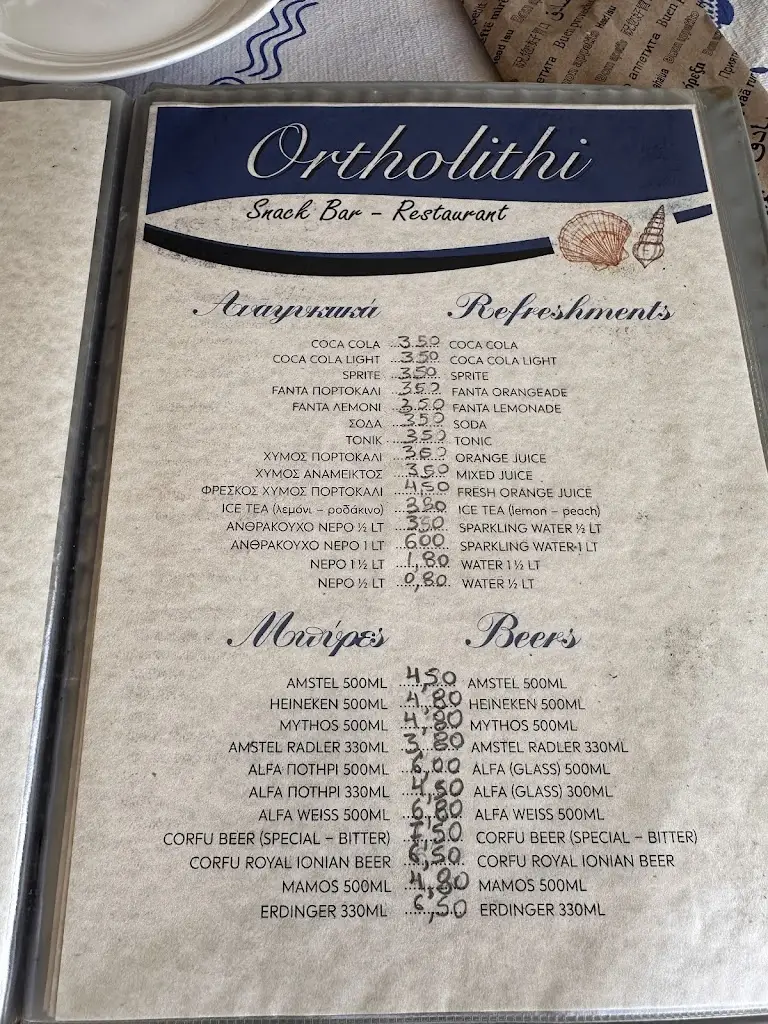 Ortholithi
Snack Bar - Restaurant
Αναψυκτικά Refreshments
COCA COLA 3.50 COCA COLA
COCA COLA LIGHT 3.50 COCA COLA LIGHT
SPRITE 3.50 SPRITE
FANTA ΠΟΡΤΟΚΑΛΙ 3.50 FANTA ORANGEADE
FANTA ΛΕΜΟΝΙ 3.50 FANTA LEMONADE
ΣΟΔΑ 3.50 SODA
ΤΟΝΙΚ 3.50 TONIC
ΧΥΜΟΣ ΠΟΡΤΟΚΑΛΙ ORANGE JUICE
ΧΥΜΟΣ ΑΝΑΜΕΙΚΤΟΣ MIXED JUICE
ΦΡΕΣΚΟΣ ΧΥΜΟΣ ΠΟΡΤΟΚΑΛΙ 4.50 FRESH ORANGE JUICE
ICE TEA (λεμόνι – ροδάκινο) 3.80 ICE TEA (lemon – peach)
ΑΝΘΡΑΚΟΥΧΟ ΝΕΡΟ ½ LT SPARKLING WATER ½ LT
ΑΝΘΡΑΚΟΥΧΟ ΝΕΡΟ 1 LT 6.00 SPARKLING WATER 1 LT
ΝΕΡΟ 1 ½ LT 1,80 WATER 1 ½ LT
ΝΕΡΟ ½ LT 0,80 WATER ½ LT
Μπύρες Beers
AMSTEL 500ML 4,50 AMSTEL 500ML
HEINEKEN 500ML 4,80 HEINEKEN 500ML
MYTHOS 500ML 4,80 MYTHOS 500ML
AMSTEL RADLER 330ML 3,80 AMSTEL RADLER 330ML
ALFA ΠΟΤΗΡΙ 500ML 6,00 ALFA (GLASS) 500ML
ALFA ΠΟΤΗΡΙ 330ML 4,50 ALFA (GLASS) 300ML
ALFA WEISS 500ML 6,80 ALFA WEISS 500ML
CORFU BEER (SPECIAL – BITTER) 7,50 CORFU BEER (SPECIAL – BITTER)
CORFU ROYAL IONIAN BEER 6,50 CORFU ROYAL IONIAN BEER
MAMOS 500ML 4,80 MAMOS 500ML
ERDINGER 330ML 6,50 ERDINGER 330ML